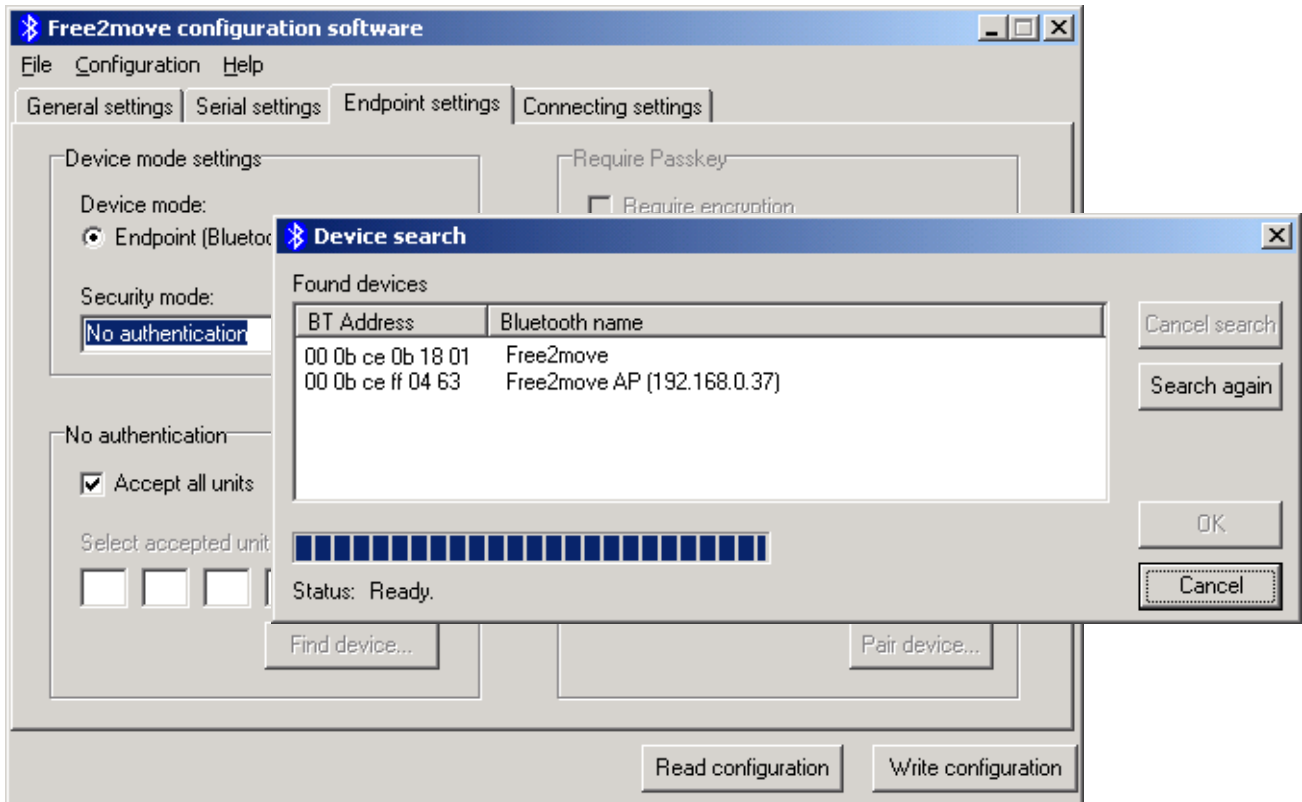 Free2move configuration software
File Configuration Help
General settings Serial settings Endpoint settings Connecting settings
Device mode settings
Device mode:
Endpoint (Bluetoo
Security mode:
No authentication
Require Passkey
Require encryption
No authentication
Accept all units
Select accepted unit
Find device...
Pair device...
Read configuration Write configuration
Device search
Found devices
BT Address Bluetooth name
00 0b ce 0b 18 01 Free2move
00 0b ce ff 04 63 Free2move AP (192.168.0.37)
Status: Ready.
Cancel search
Search again
OK
Cancel